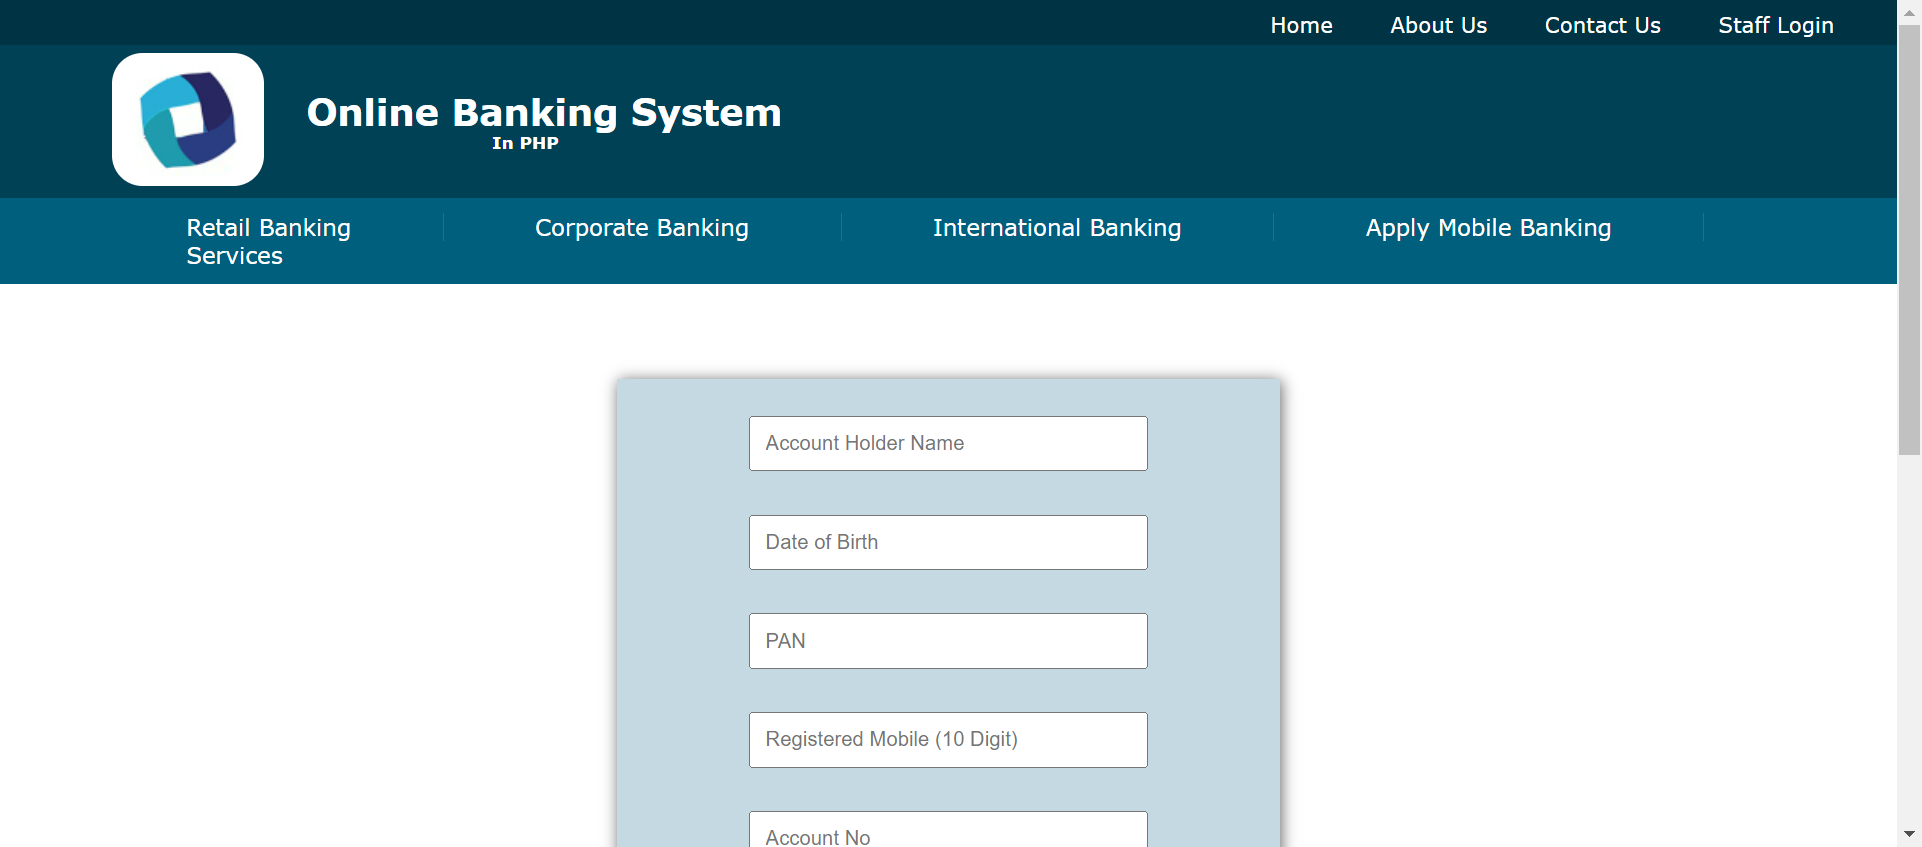 Home About Us Contact Us Staff Login
Online Banking System
In PHP
Retail Banking Services
Corporate Banking
International Banking
Apply Mobile Banking
Account Holder Name
Date of Birth
PAN
Registered Mobile (10 Digit)
Account No